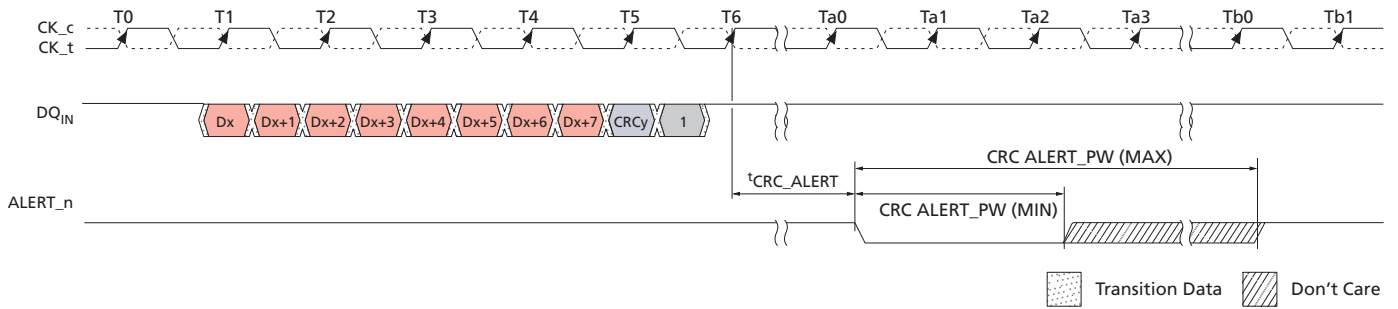 T0 T1 T2 T3 T4 T5 T6 Ta0 Ta1 Ta2 Ta3 Tb0 Tb1
CK_c
CK_t
DQIN
Dx Dx+1 Dx+2 Dx+3 Dx+4 Dx+5 Dx+6 Dx+7 CRCy 1
CRC ALERT_PW (MAX)
tCRC_ALERT
ALERT_n
CRC ALERT_PW (MIN)
Transition Data
Don't Care